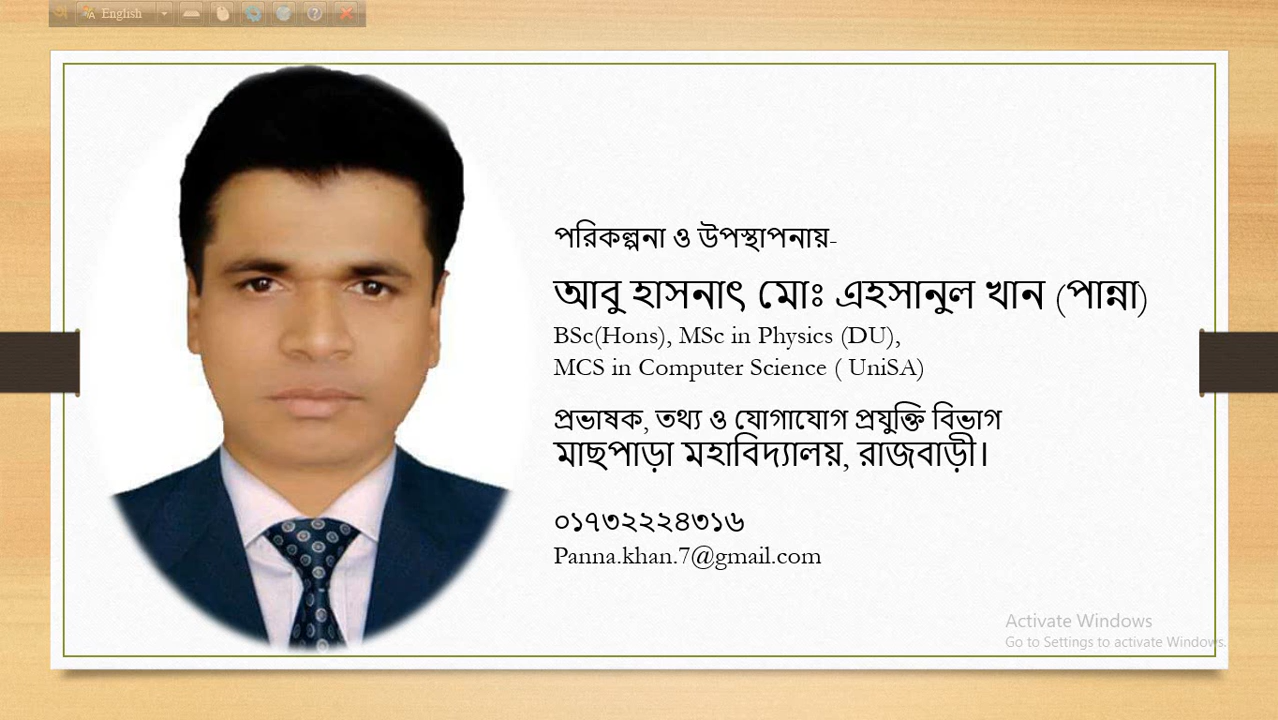 English
পরিকল্পনা ও উপস্থাপনায়-
আবু হাসনাৎ মোঃ এহসানুল খান (পান্না)
BSc(Hons), MSc in Physics (DU),
MCS in Computer Science ( UniSA)
প্রভাষক, তথ্য ও যোগাযোগ প্রযুক্তি বিভাগ
মাছপাড়া মহাবিদ্যালয়, রাজবাড়ী।
০১৭৩২২২৪৩১৬
Panna.khan.7@gmail.com
Activate Windows
Go to Settings to activate Windows.